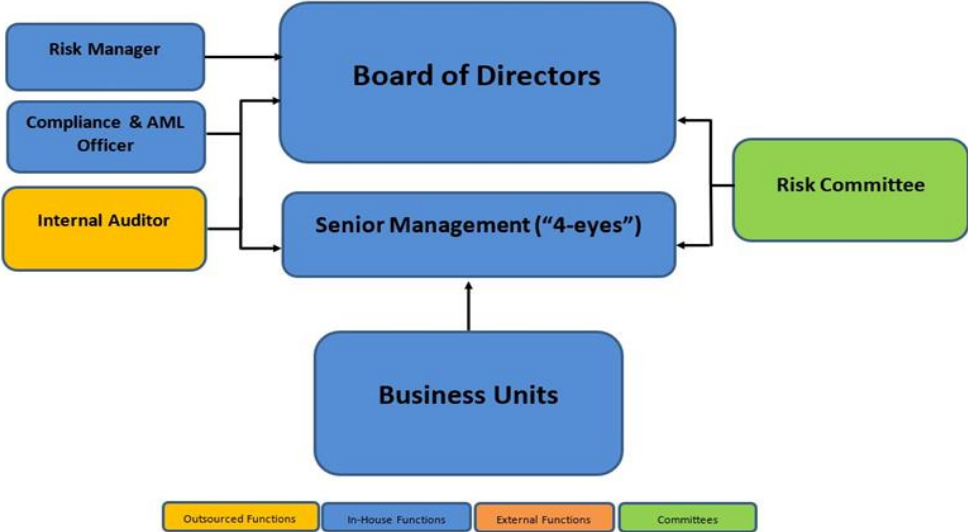 Risk Manager
Board of Directors
Compliance & AML
Officer
Risk Committee
Internal Auditor
Senior Management (“4-eyes”)
Business Units
Outsourced Functions
In-House Functions
External Functions
Committees